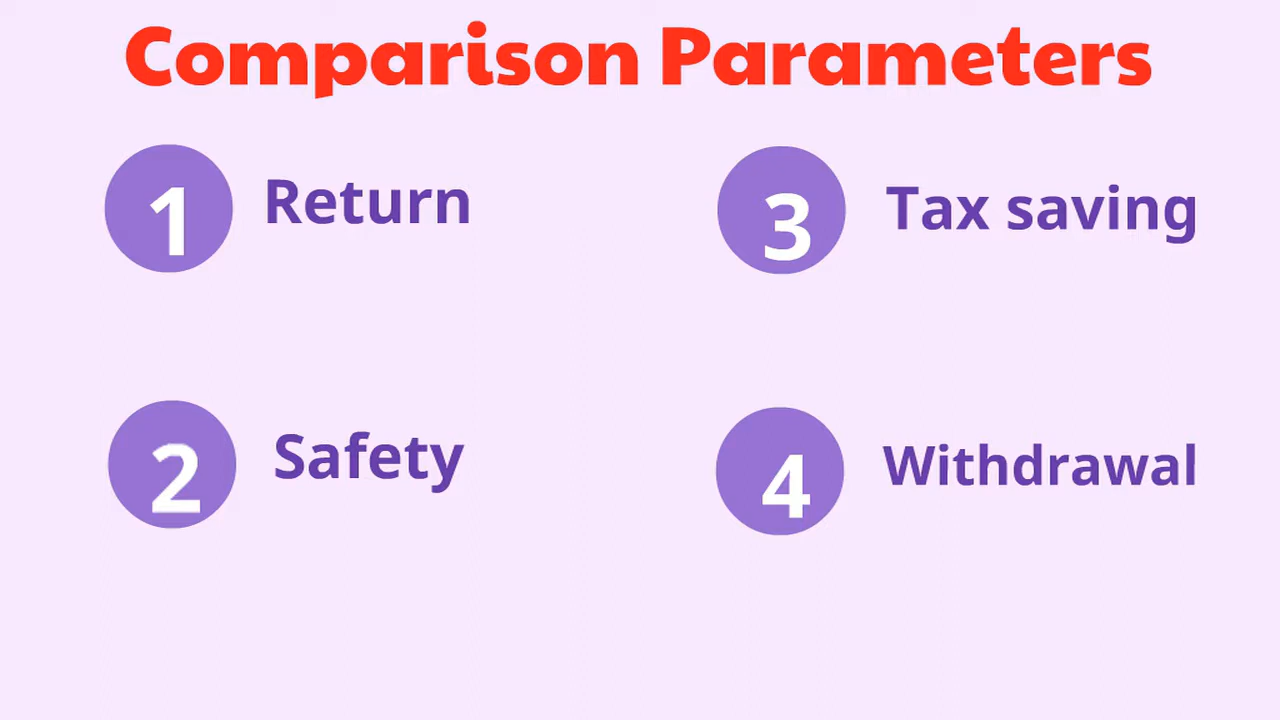 Comparison Parameters
1 Return
2 Safety
3 Tax saving
4 Withdrawal